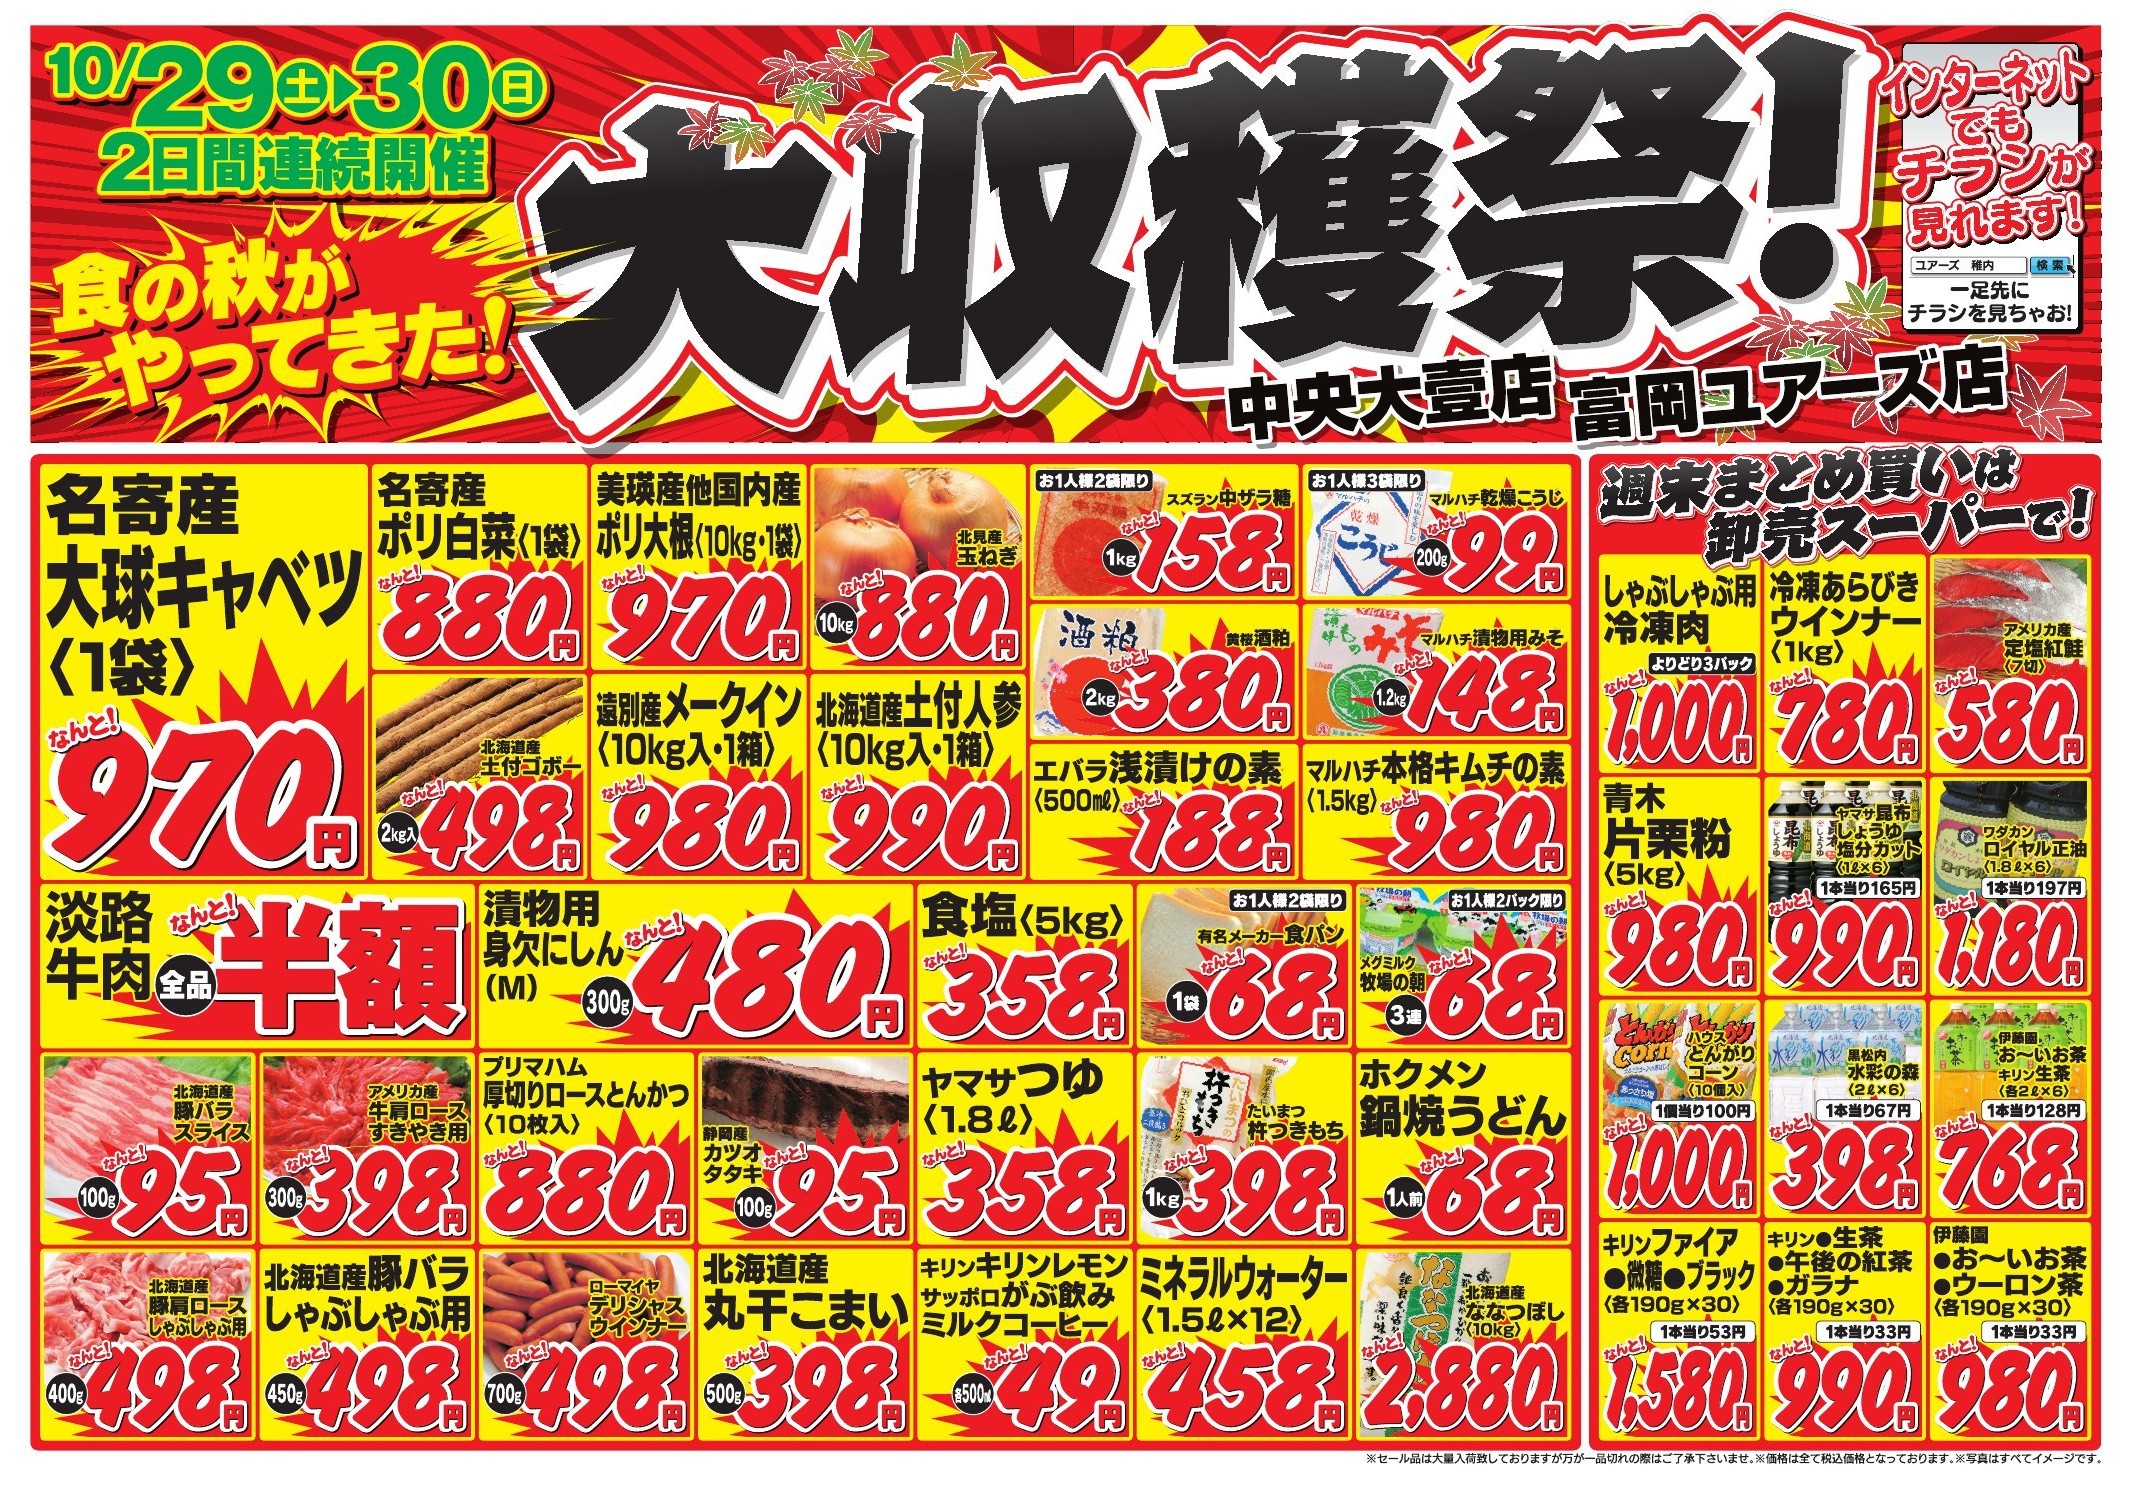 10/29土▶30日
2日間連続開催
食の秋が
やってきた!
大収穫祭!
中央大壹店 富岡ユアーズ店
インターネット
でも
チラシが
見れます!
ユアーズ 稚内 検索
一足先に
チラシを見ちゃお!
名寄産
大球キャベツ
〈1袋〉
なんと!
970円
名寄産
ポリ白菜〈1袋〉
なんと!
880円
美瑛産他国内産
ポリ大根〈10kg・1袋〉
なんと!
970円
北見産
玉ねぎ
なんと!
10kg 880円
お1人様2袋限り
スズラン中ザラ糖
なんと!
1kg 158円
お1人様3袋限り
マルハチの
乾燥
こうじ
マルハチ乾燥こうじ
なんと!
200g 99円
酒粕
黄桜酒粕
なんと!
2kg 380円
マルハチ漬物用みそ
なんと!
1.2kg 148円
北海道産
土付ゴボー
なんと!
2kg入 498円
遠別産メークイン
〈10kg入・1箱〉
なんと!
980円
北海道産土付人参
〈10kg入・1箱〉
なんと!
990円
エバラ浅漬けの素
〈500㎖〉
なんと!
188円
マルハチ本格キムチの素
〈1.5kg〉
なんと!
980円
淡路
牛肉
なんと!
全品 半額
漬物用
身欠にしん
(M)
なんと!
300g 480円
食塩〈5kg〉
なんと!
358円
お1人様2袋限り
有名メーカー食パン
なんと!
1袋 68円
お1人様2パック限り
メグミルク
牧場の朝
なんと!
3連 68円
北海道産
豚バラ
スライス
なんと!
100g 95円
アメリカ産
牛肩ロース
すきやき用
なんと!
300g 398円
プリマハム
厚切りロースとんかつ
〈10枚入〉
なんと!
880円
静岡産
カツオ
タタキ
なんと!
100g 95円
ヤマサつゆ
〈1.8ℓ〉
なんと!
358円
たいまつ
杵つきもち
なんと!
1kg 398円
ホクメン
鍋焼うどん
なんと!
1人前 68円
北海道産
豚肩ロース
しゃぶしゃぶ用
なんと!
400g 498円
北海道産豚バラ
しゃぶしゃぶ用
なんと!
450g 498円
ローマイヤ
デリシャス
ウインナー
なんと!
700g 498円
北海道産
丸干こまい
なんと!
500g 398円
キリンキリンレモン
サッポロがぶ飲み
ミルクコーヒー
なんと!
各500㎖ 49円
ミネラルウォーター
〈1.5ℓ×12〉
なんと!
458円
北海道産
ななつぼし
〈10kg〉
なんと!
2,880円
週末まとめ買いは
卸売スーパーで!
しゃぶしゃぶ用
冷凍肉
よりどり3パック
なんと!
1,000円
冷凍あらびき
ウインナー
〈1kg〉
なんと!
780円
アメリカ産
定塩紅鮭
〈7切〉
なんと!
580円
青木
片栗粉
〈5kg〉
なんと!
980円
ヤマサ昆布
しょうゆ
塩分カット
〈1ℓ×6〉
1本当り165円
なんと!
990円
ワダカン
ロイヤル正油
〈1.8ℓ×6〉
1本当り197円
なんと!
1,180円
ハウス
とんがり
コーン
〈10個入〉
1個当り100円
なんと!
1,000円
黒松内
水彩の森
〈2ℓ×6〉
1本当り67円
なんと!
398円
伊藤園
お～いお茶
キリン生茶
〈各2ℓ×6〉
1本当り128円
なんと!
768円
キリンファイア
●微糖●ブラック
〈各190g×30〉
1本当り53円
なんと!
1,580円
キリン●生茶
●午後の紅茶
●ガラナ
〈各190g×30〉
1本当り33円
なんと!
990円
伊藤園
●お～いお茶
●ウーロン茶
〈各190g×30〉
1本当り33円
なんと!
980円
※セール品は大量入荷致しておりますが万が一品切れの際はご了承下さいませ。※価格は全て税込価格となっております。※写真はすべてイメージです。